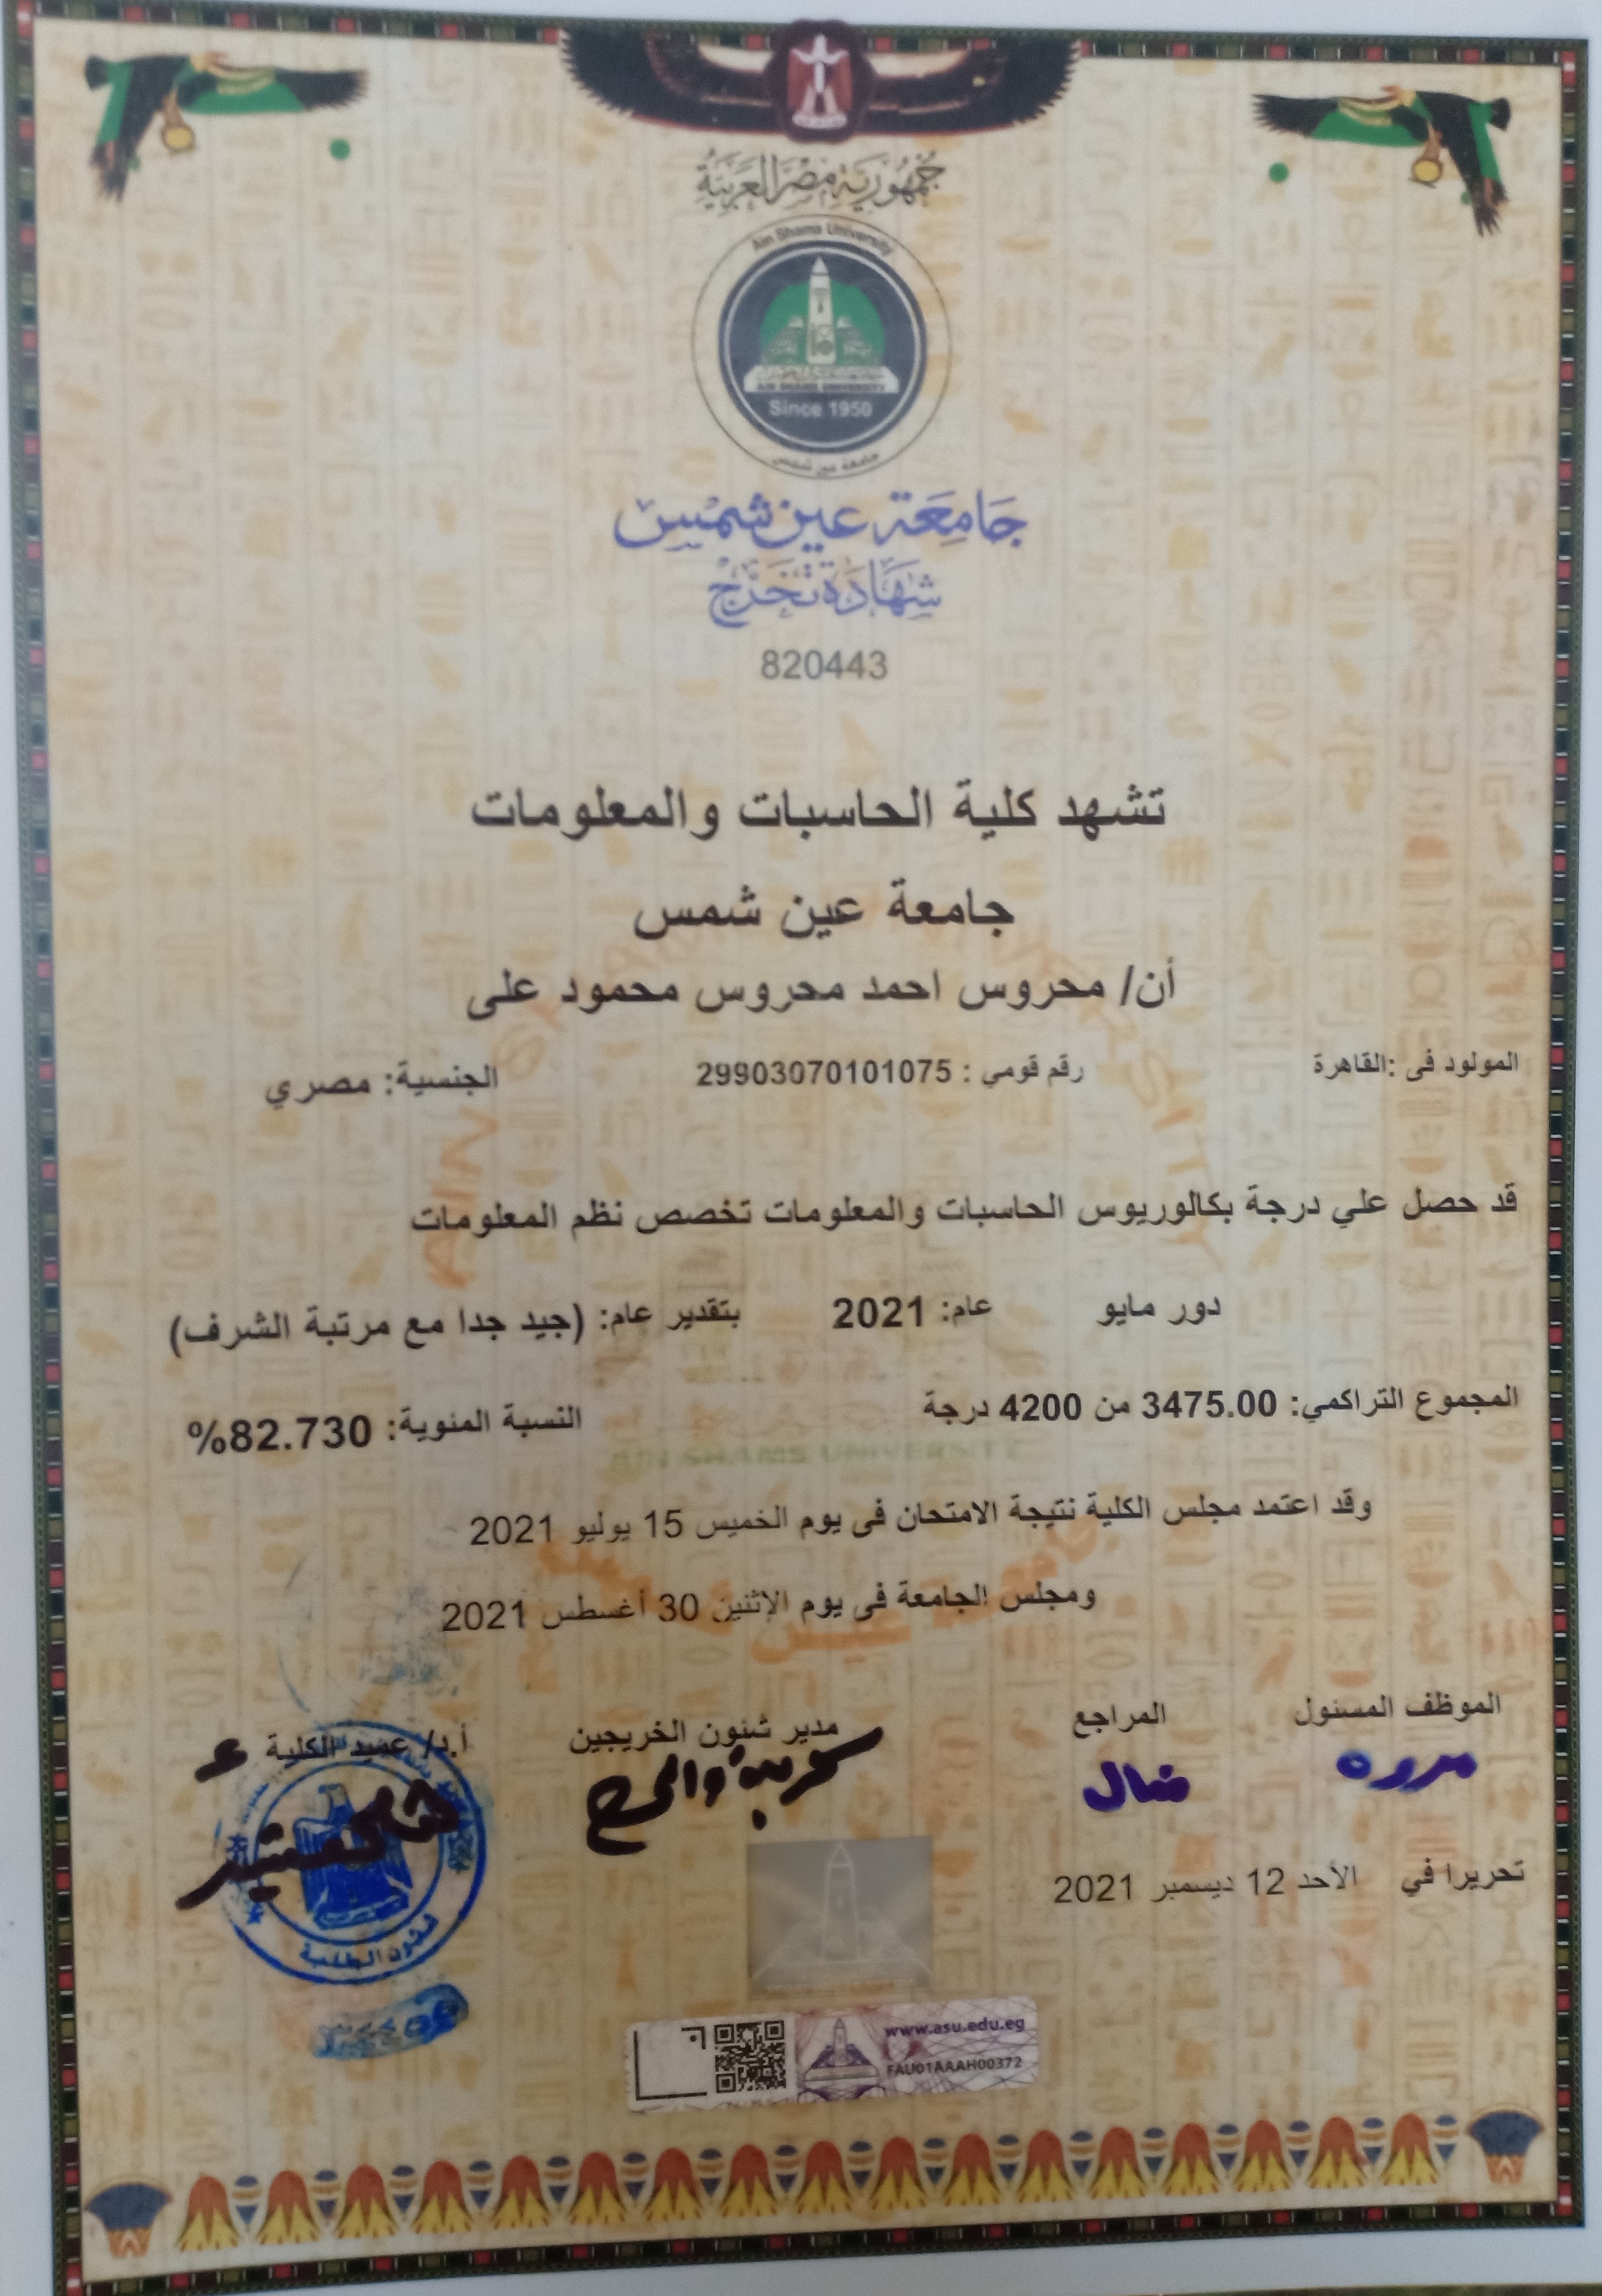 جمهورية مصر العربية
Ain Shams University
AIN SHAMS UNIVERSITY
Since 1950
جامعة عين شمس
جامعة عين شمس
شهادة تخرج
820443
تشهد كلية الحاسبات والمعلومات
جامعة عين شمس
أن/ محروس احمد محروس محمود على
المولود فى :القاهرة رقم قومي : 29903070101075 الجنسية: مصري
قد حصل علي درجة بكالوريوس الحاسبات والمعلومات تخصص نظم المعلومات
دور مايو عام: 2021 بتقدير عام: (جيد جدا مع مرتبة الشرف)
المجموع التراكمي: 3475.00 من 4200 درجة النسبة المئوية: 82.730%
AIN SHAMS UNIVERSITY
وقد اعتمد مجلس الكلية نتيجة الامتحان فى يوم الخميس 15 يوليو 2021
ومجلس الجامعة فى يوم الإثنين 30 أغسطس 2021
الموظف المسئول المراجع مدير شئون الخريجين أ.د/ عميد الكلية
مروه
تحريرا في الأحد 12 ديسمبر 2021
شئون الطلبة
www.asu.edu.eg
FAU01AAAH00372